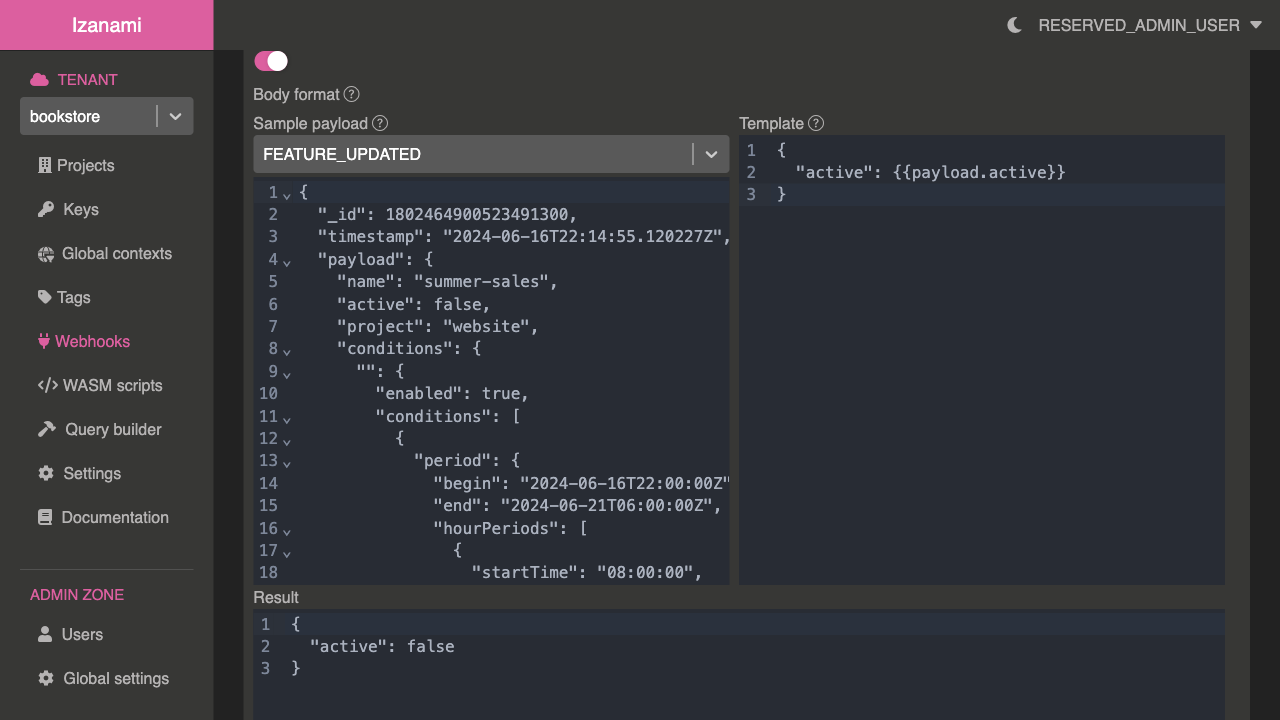 Izanami
RESERVED_ADMIN_USER
TENANT
bookstore
Projects
Keys
Global contexts
Tags
Webhooks
WASM scripts
Query builder
Settings
Documentation
ADMIN ZONE
Users
Global settings
Body format ?
Sample payload ?
FEATURE_UPDATED
1 {
2 "_id": 1802464900523491300,
3 "timestamp": "2024-06-16T22:14:55.120227Z",
4 "payload": {
5 "name": "summer-sales",
6 "active": false,
7 "project": "website",
8 "conditions": {
9 "": {
10 "enabled": true,
11 "conditions": [
12 {
13 "period": {
14 "begin": "2024-06-16T22:00:00Z"
15 "end": "2024-06-21T06:00:00Z",
16 "hourPeriods": [
17 {
18 "startTime": "08:00:00",
Template ?
1 {
2 "active": {{payload.active}}
3 }
Result
1 {
2 "active": false
3 }